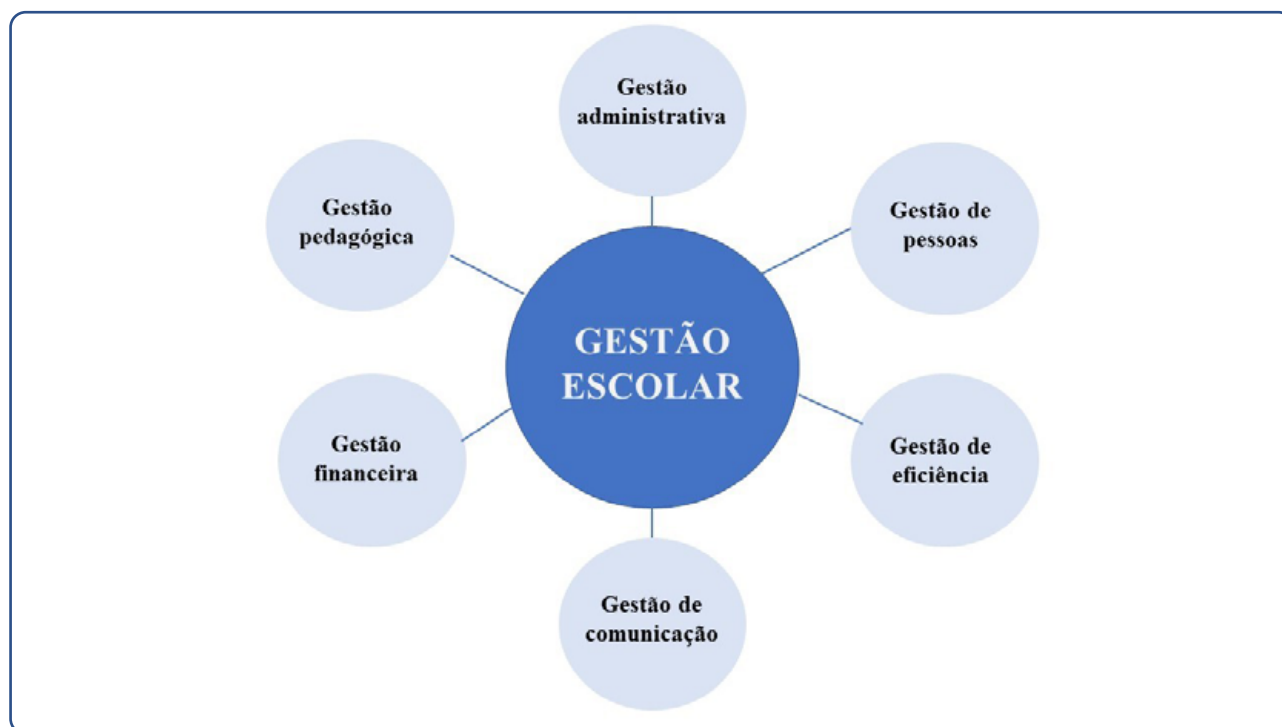 Gestão
administrativa
Gestão
pedagógica
Gestão de
pessoas
GESTÃO
ESCOLAR
Gestão
financeira
Gestão de
eficiência
Gestão de
comunicação